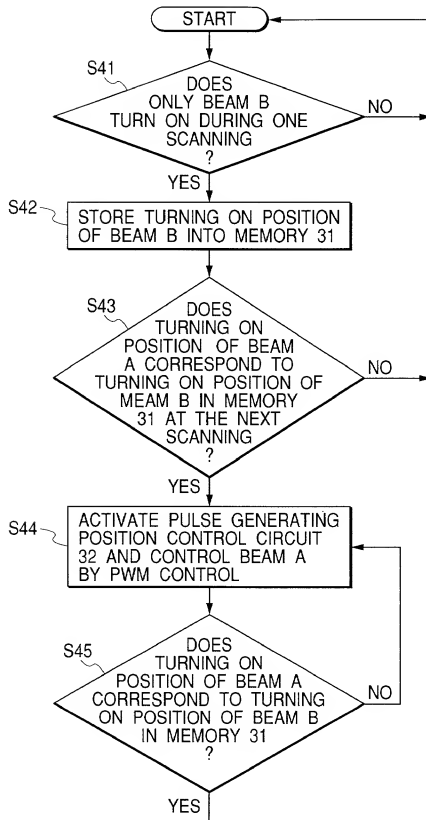 START
S41
DOES
ONLY BEAM B
TURN ON DURING ONE
SCANNING
?
NO
YES
S42
STORE TURNING ON POSITION
OF BEAM B INTO MEMORY 31
S43
DOES
TURNING ON
POSITION OF BEAM
A CORRESPOND TO
TURNING ON POSITION OF
MEAM B IN MEMORY
31 AT THE NEXT
SCANNING
?
NO
YES
S44
ACTIVATE PULSE GENERATING
POSITION CONTROL CIRCUIT
32 AND CONTROL BEAM A
BY PWM CONTROL
S45
DOES
TURNING ON
POSITION OF BEAM A
CORRESPOND TO TURNING
ON POSITION OF BEAM B
IN MEMORY 31
?
NO
YES